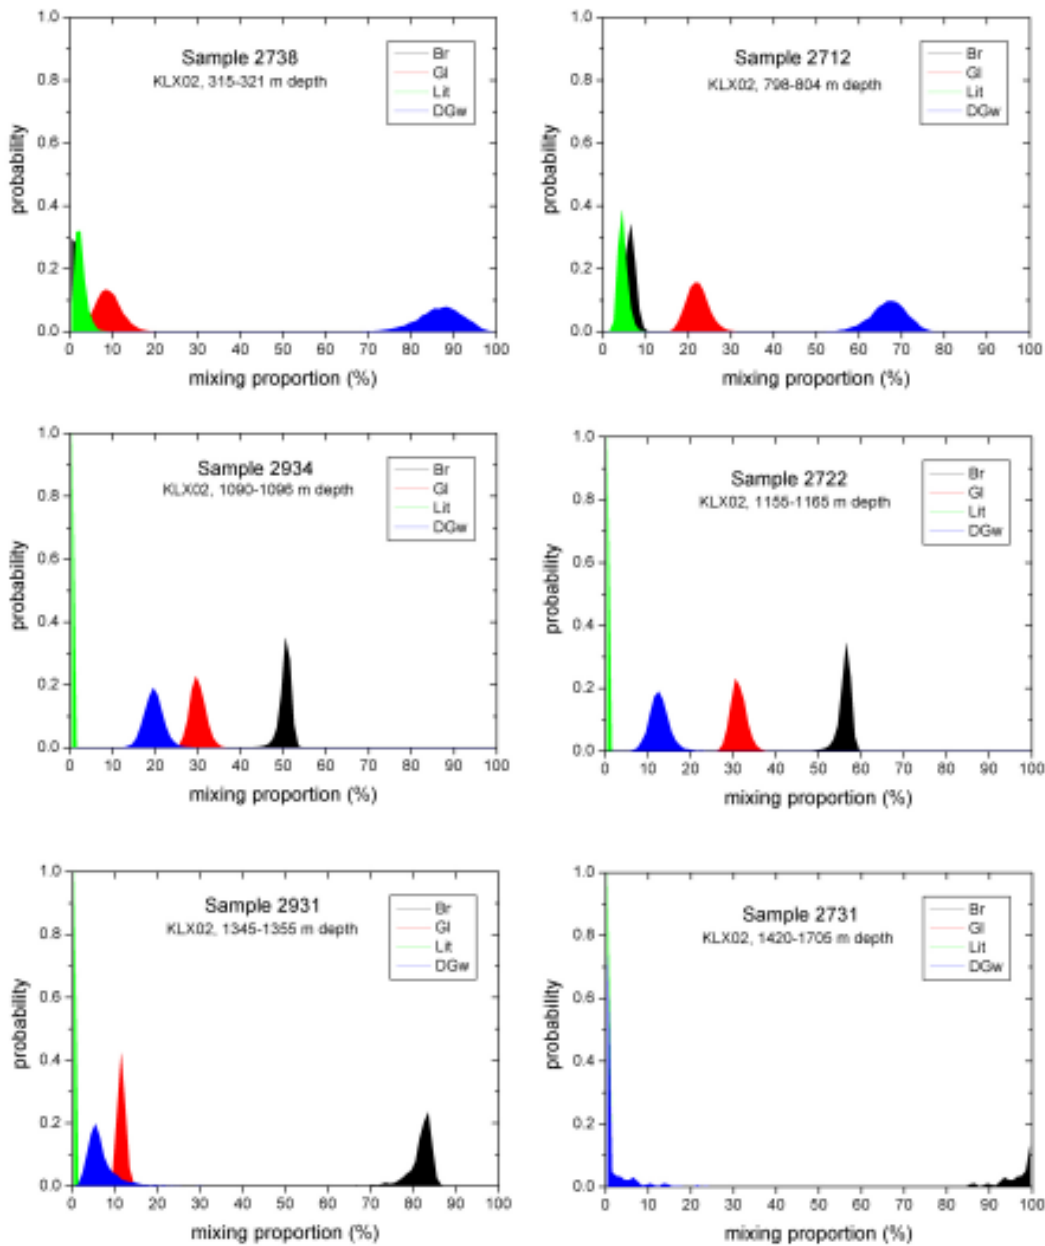 Sample 2738
KLX02, 315-321 m depth
Br
Gl
Lit
DGw
probability
1.0
0.8
0.6
0.4
0.2
0.0
0 10 20 30 40 50 60 70 80 90 100
mixing proportion (%)
Sample 2712
KLX02, 798-804 m depth
Br
Gl
Lit
DGw
probability
1.0
0.8
0.6
0.4
0.2
0.0
0 10 20 30 40 50 60 70 80 90 100
mixing proportion (%)
Sample 2934
KLX02, 1090-1096 m depth
Br
Gl
Lit
DGw
probability
1.0
0.8
0.6
0.4
0.2
0.0
0 10 20 30 40 50 60 70 80 90 100
mixing proportion (%)
Sample 2722
KLX02, 1155-1165 m depth
Br
Gl
Lit
DGw
probability
1.0
0.8
0.6
0.4
0.2
0.0
0 10 20 30 40 50 60 70 80 90 100
mixing proportion (%)
Sample 2931
KLX02, 1345-1355 m depth
Br
Gl
Lit
DGw
probability
1.0
0.8
0.6
0.4
0.2
0.0
0 10 20 30 40 50 60 70 80 90 100
mixing proportion (%)
Sample 2731
KLX02, 1420-1705 m depth
Br
Gl
Lit
DGw
probability
1.0
0.8
0.6
0.4
0.2
0.0
0 10 20 30 40 50 60 70 80 90 100
mixing proportion (%)